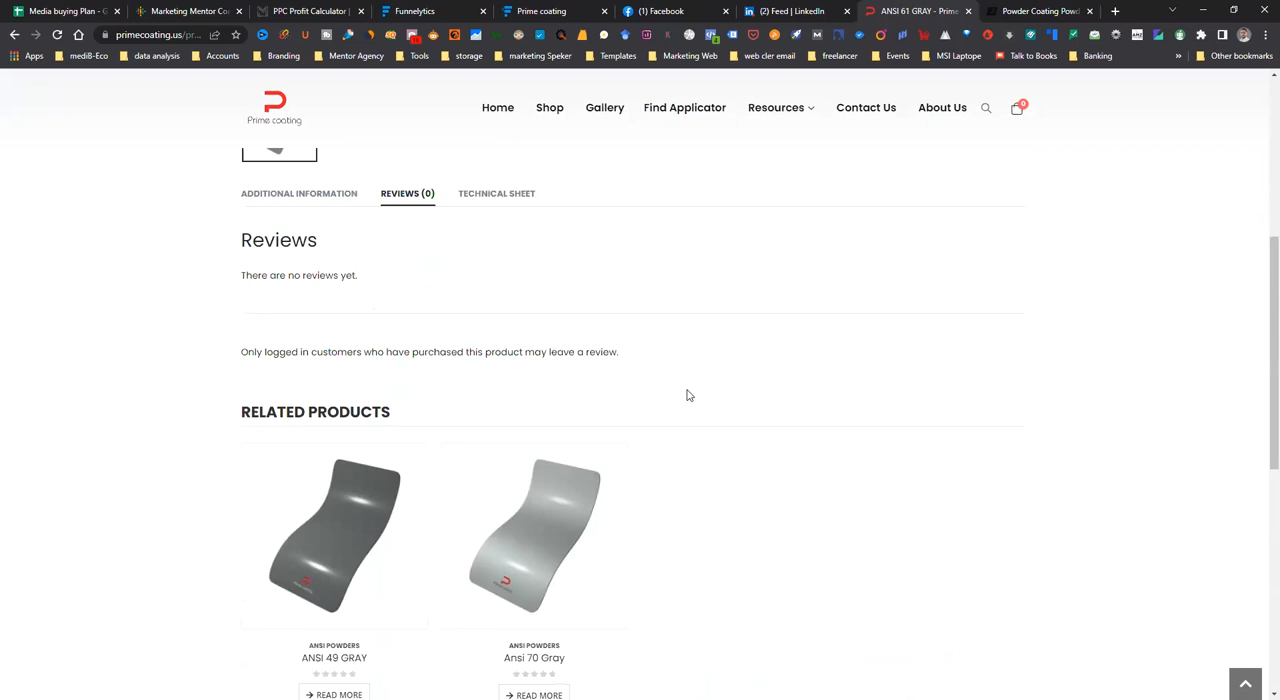 Media buying Plan - G
Marketing Mentor Co
PPC Profit Calculator |
Funnelytics
Prime coating
(1) Facebook
(2) Feed | LinkedIn
ANSI 61 GRAY - Prime
Powder Coating Powd
primecoating.us/pr...
Apps
mediB-Eco
data analysis
Accounts
Branding
Mentor Agency
Tools
storage
marketing Speker
Templates
Marketing Web
web cler email
freelancer
Events
MSI Laptope
Talk to Books
Banking
»
Other bookmarks
Prime coating
Home
Shop
Gallery
Find Applicator
Resources
Contact Us
About Us
0
ADDITIONAL INFORMATION
REVIEWS (0)
TECHNICAL SHEET
Reviews
There are no reviews yet.
Only logged in customers who have purchased this product may leave a review.
RELATED PRODUCTS
ANSI POWDERS
ANSI 49 GRAY
→ READ MORE
ANSI POWDERS
Ansi 70 Gray
→ READ MORE